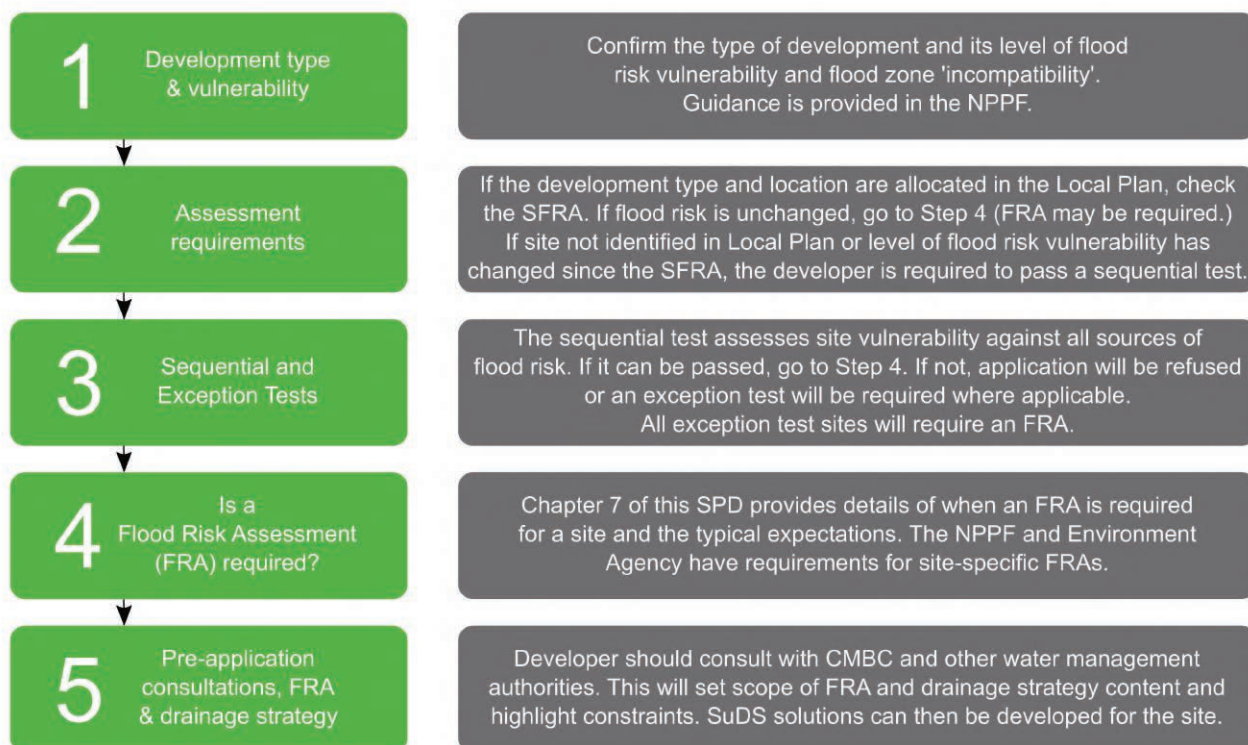 1
Development type
& vulnerability
Confirm the type of development and its level of flood
risk vulnerability and flood zone 'incompatibility'.
Guidance is provided in the NPPF.
2
Assessment
requirements
If the development type and location are allocated in the Local Plan, check
the SFRA. If flood risk is unchanged, go to Step 4 (FRA may be required.)
If site not identified in Local Plan or level of flood risk vulnerability has
changed since the SFRA, the developer is required to pass a sequential test.
3
Sequential and
Exception Tests
The sequential test assesses site vulnerability against all sources of
flood risk. If it can be passed, go to Step 4. If not, application will be refused
or an exception test will be required where applicable.
All exception test sites will require an FRA.
4
Is a
Flood Risk Assessment
(FRA) required?
Chapter 7 of this SPD provides details of when an FRA is required
for a site and the typical expectations. The NPPF and Environment
Agency have requirements for site-specific FRAs.
5
Pre-application
consultations, FRA
& drainage strategy
Developer should consult with CMBC and other water management
authorities. This will set scope of FRA and drainage strategy content and
highlight constraints. SuDS solutions can then be developed for the site.